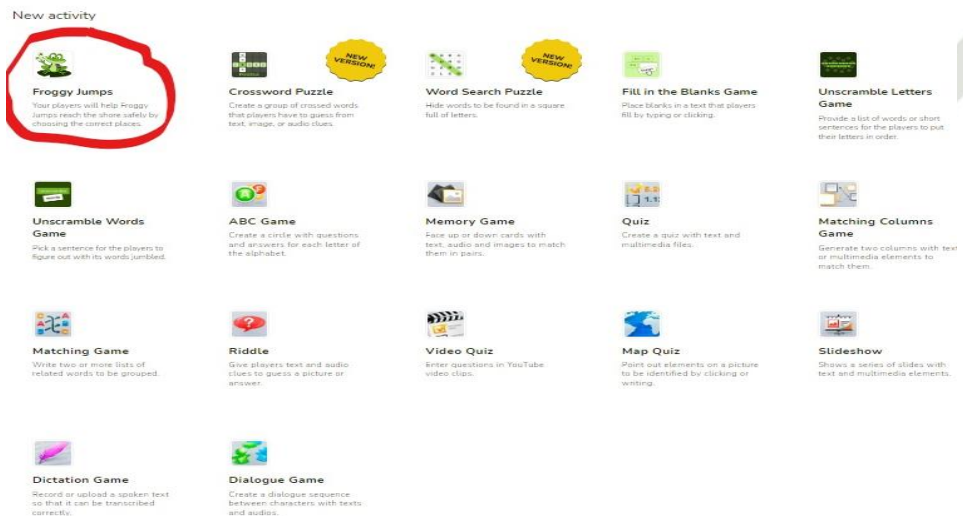 New activity
NEW
VERSION!
NEW
VERSION!
Froggy Jumps
Your players will help Froggy
Jumps reach the shore safely by
choosing the correct places.
Crossword Puzzle
Create a group of crossed words
that players have to guess from
text, image, or audio clues.
Word Search Puzzle
Hide words to be found in a square
full of letters.
Fill in the Blanks Game
Place blanks in a text that players
fill by typing or clicking.
Unscramble Letters
Game
Provide a list of words or short
sentences for the players to put
their letters in order.
Unscramble Words
Game
Pick a sentence for the players to
figure out with its words jumbled.
ABC Game
Create a circle with questions
and answers for each letter of
the alphabet.
Memory Game
Face up or down cards with
text, audio and images to match
them in pairs.
Quiz
Create a quiz with text and
multimedia files.
Matching Columns
Game
Generate two columns with text
or multimedia elements to
match them.
Matching Game
Write two or more lists of
related words to be grouped.
Riddle
Give players text and audio
clues to guess a picture or
answer.
Video Quiz
Enter questions in YouTube
video clips.
Map Quiz
Point out elements on a picture
to be identified by clicking or
writing.
Slideshow
Shows a series of slides with
text and multimedia elements.
Dictation Game
Record or upload a spoken text
so that it can be transcribed
correctly.
Dialogue Game
Create a dialogue sequence
between characters with texts
and audios.